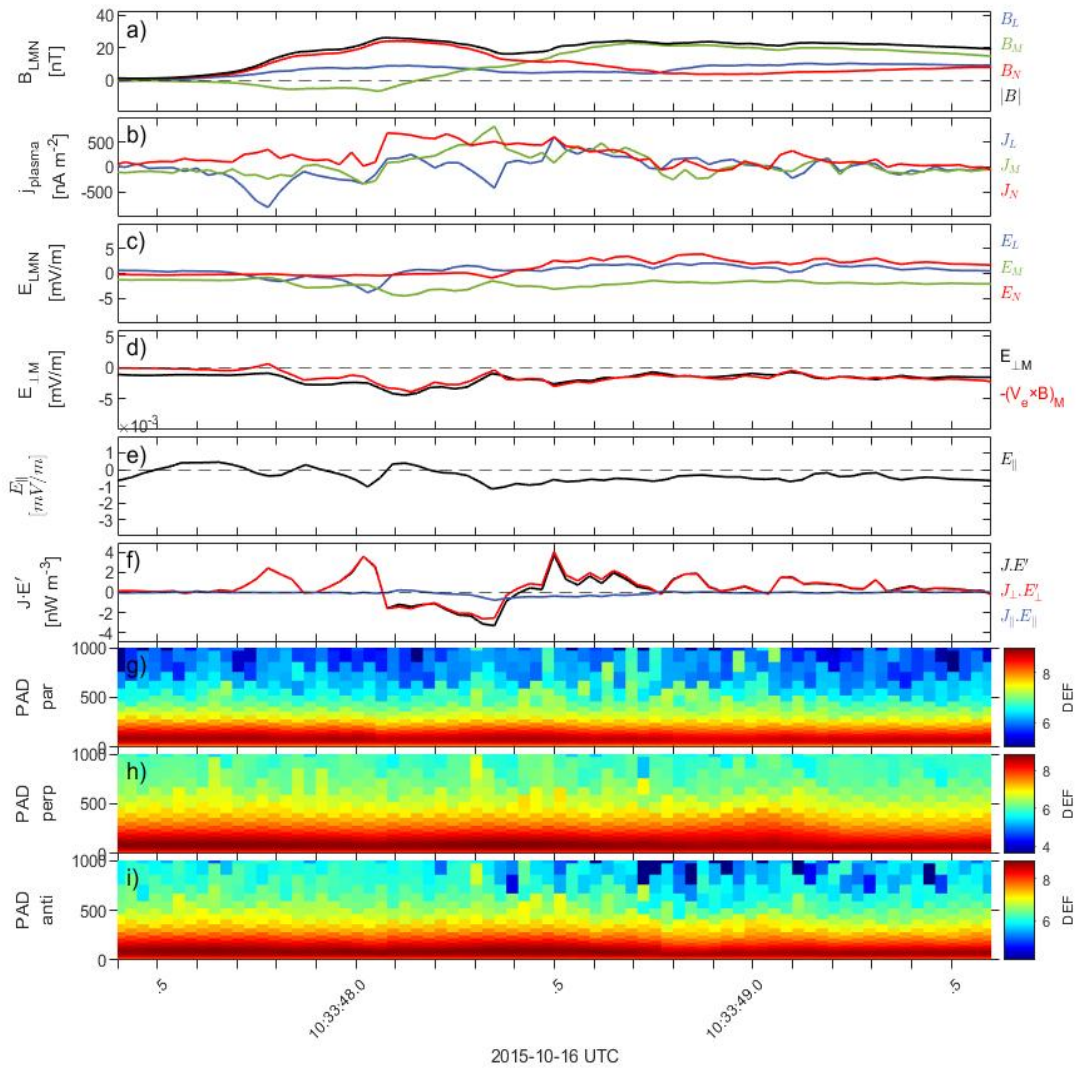 a)
B_LMN
[nT]
40
20
0
B_L
B_M
B_N
|B|
b)
j_plasma
[nA m^-2]
500
0
-500
J_L
J_M
J_N
c)
E_LMN
[mV/m]
5
0
-5
E_L
E_M
E_N
d)
E_⊥M
[mV/m]
5
0
-5
E_⊥M
-(V_e×B)_M
×10^-3
e)
E_∥
[mV/m]
1
0
-1
-2
-3
E_∥
f)
J·E′
[nW m^-3]
4
2
0
-2
-4
J.E′
J_⊥.E′_⊥
J_∥.E_∥
g)
PAD
par
1000
500
0
8
6
DEF
h)
PAD
perp
1000
500
0
8
6
4
DEF
i)
PAD
anti
1000
500
0
8
6
DEF
.5
10:33:48.0
.5
10:33:49.0
.5
2015-10-16 UTC